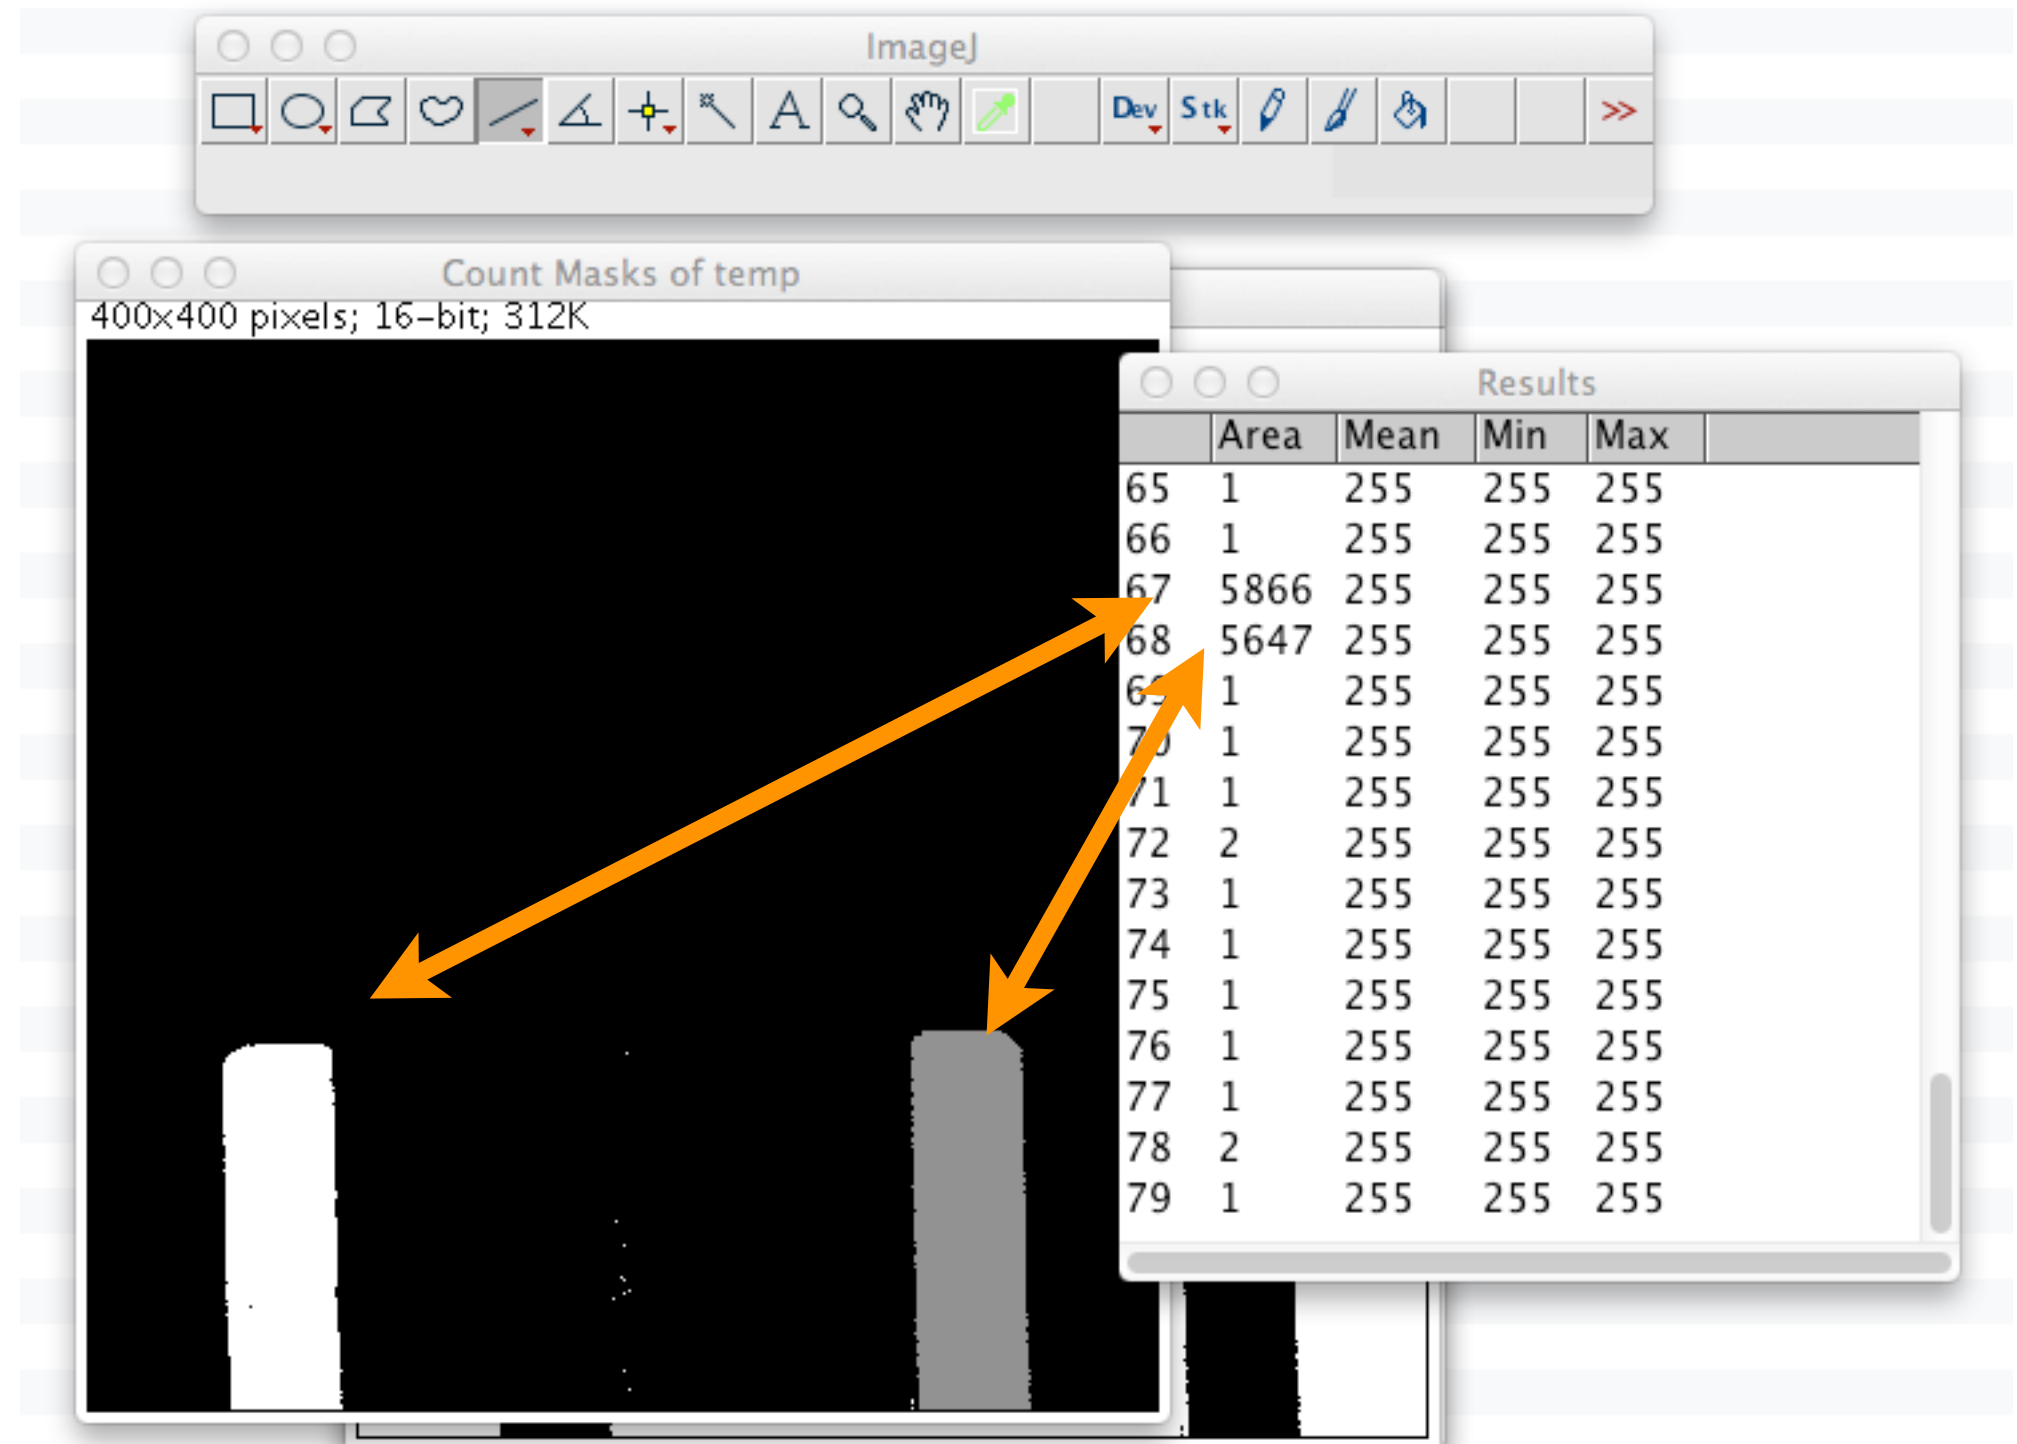 ImageJ
A Dev Stk >>
Count Masks of temp
400x400 pixels; 16-bit; 312K
Results
Area Mean Min Max
65 1 255 255 255
66 1 255 255 255
67 5866 255 255 255
68 5647 255 255 255
69 1 255 255 255
70 1 255 255 255
71 1 255 255 255
72 2 255 255 255
73 1 255 255 255
74 1 255 255 255
75 1 255 255 255
76 1 255 255 255
77 1 255 255 255
78 2 255 255 255
79 1 255 255 255